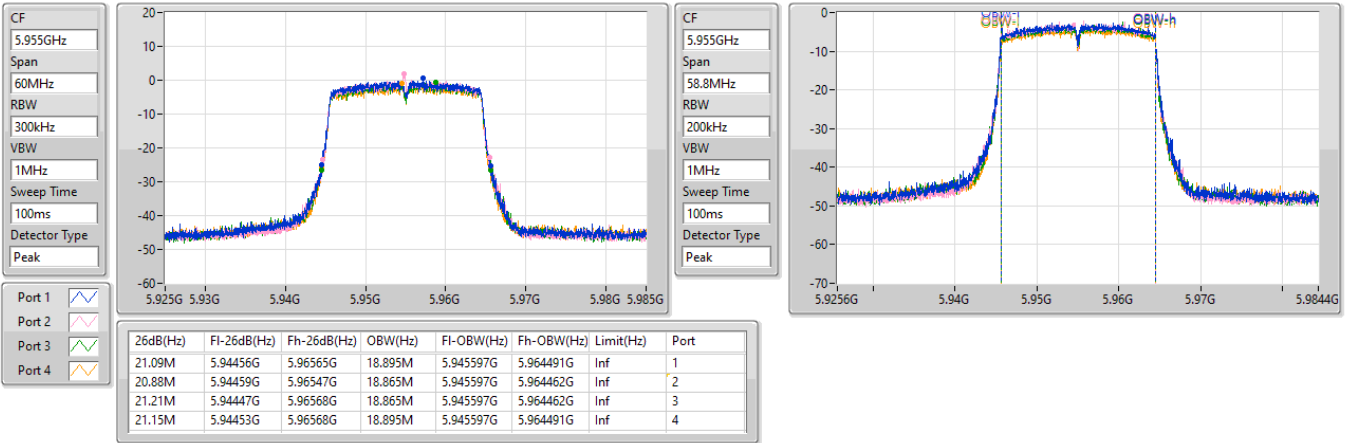 CF
5.955GHz
Span
60MHz
RBW
300kHz
VBW
1MHz
Sweep Time
100ms
Detector Type
Peak
20
10
0
-10
-20
-30
-40
-50
-60
5.925G 5.93G 5.94G 5.95G 5.96G 5.97G 5.98G 5.985G
CF
5.955GHz
Span
58.8MHz
RBW
200kHz
VBW
1MHz
Sweep Time
100ms
Detector Type
Peak
OBW-l OBW-h
0
-10
-20
-30
-40
-50
-60
-70
5.9256G 5.94G 5.95G 5.96G 5.97G 5.9844G
Port 1
Port 2
Port 3
Port 4
26dB(Hz) Fl-26dB(Hz) Fh-26dB(Hz) OBW(Hz) Fl-OBW(Hz) Fh-OBW(Hz) Limit(Hz) Port
21.09M 5.94456G 5.96565G 18.895M 5.945597G 5.964491G Inf 1
20.88M 5.94459G 5.96547G 18.865M 5.945597G 5.964462G Inf 2
21.21M 5.94447G 5.96568G 18.865M 5.945597G 5.964462G Inf 3
21.15M 5.94453G 5.96568G 18.895M 5.945597G 5.964491G Inf 4